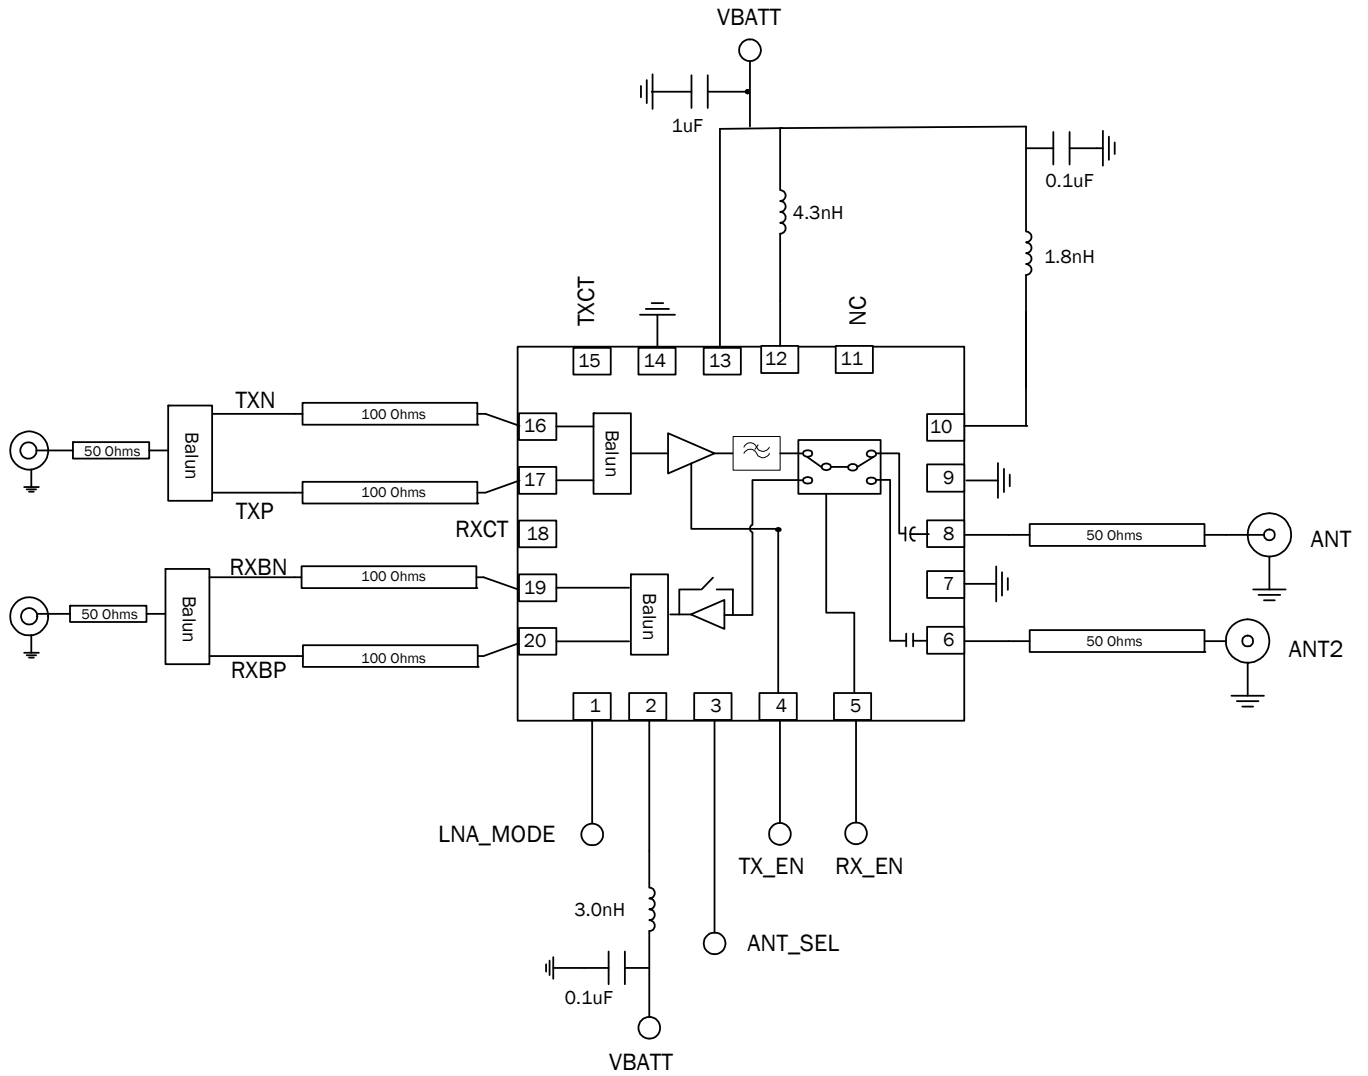 VBATT
1uF
0.1uF
4.3nH
1.8nH
TXCT
NC
15
14
13
12
11
TXN
100 Ohms
16
Balun
10
50 Ohms
Balun
17
9
TXP
100 Ohms
RXCT
18
8
50 Ohms
ANT
RXBN
100 Ohms
19
7
50 Ohms
Balun
Balun
20
6
50 Ohms
ANT2
RXBP
100 Ohms
1
2
3
4
5
LNA_MODE
TX_EN
RX_EN
3.0nH
ANT_SEL
0.1uF
VBATT